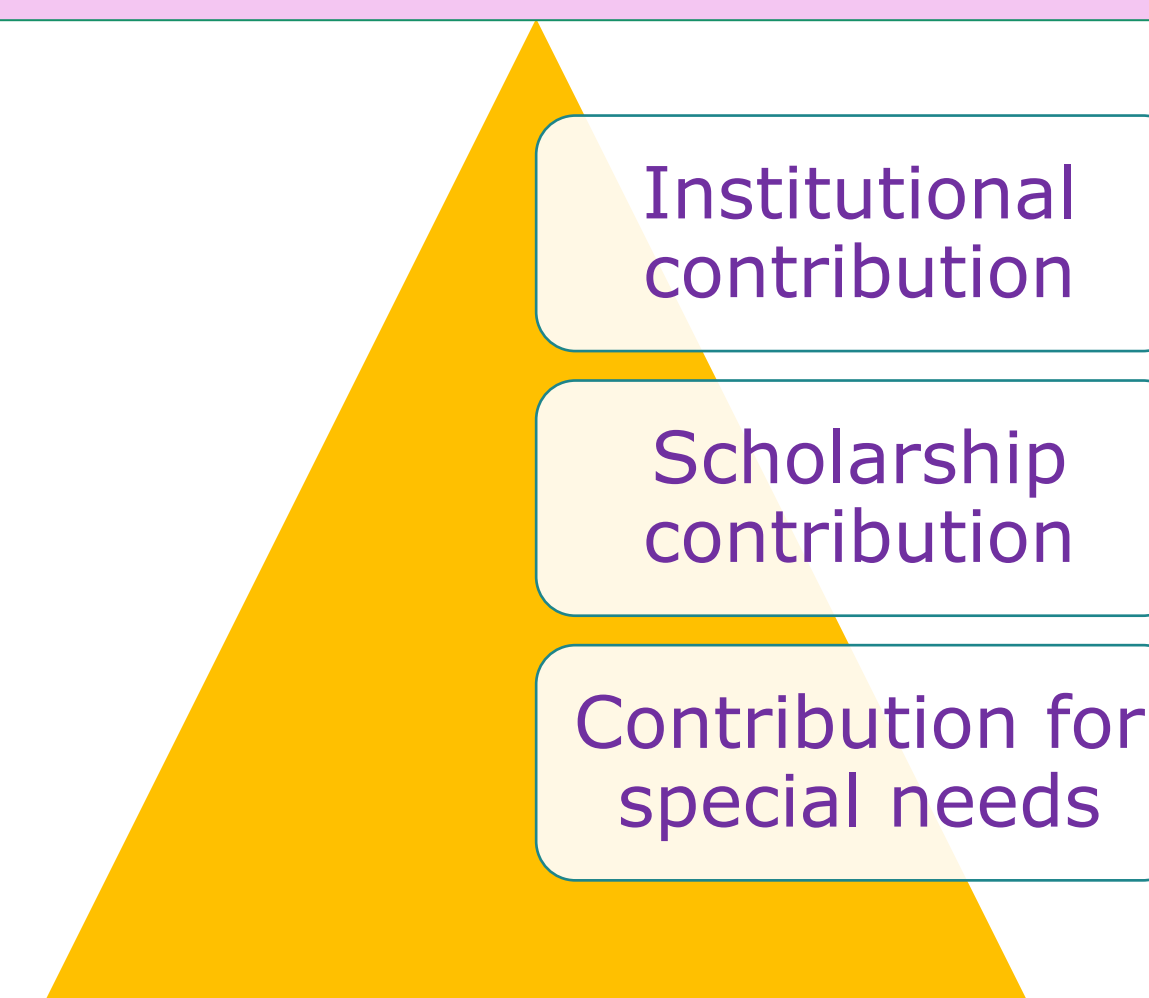 Institutional
contribution
Scholarship
contribution
Contribution for
special needs